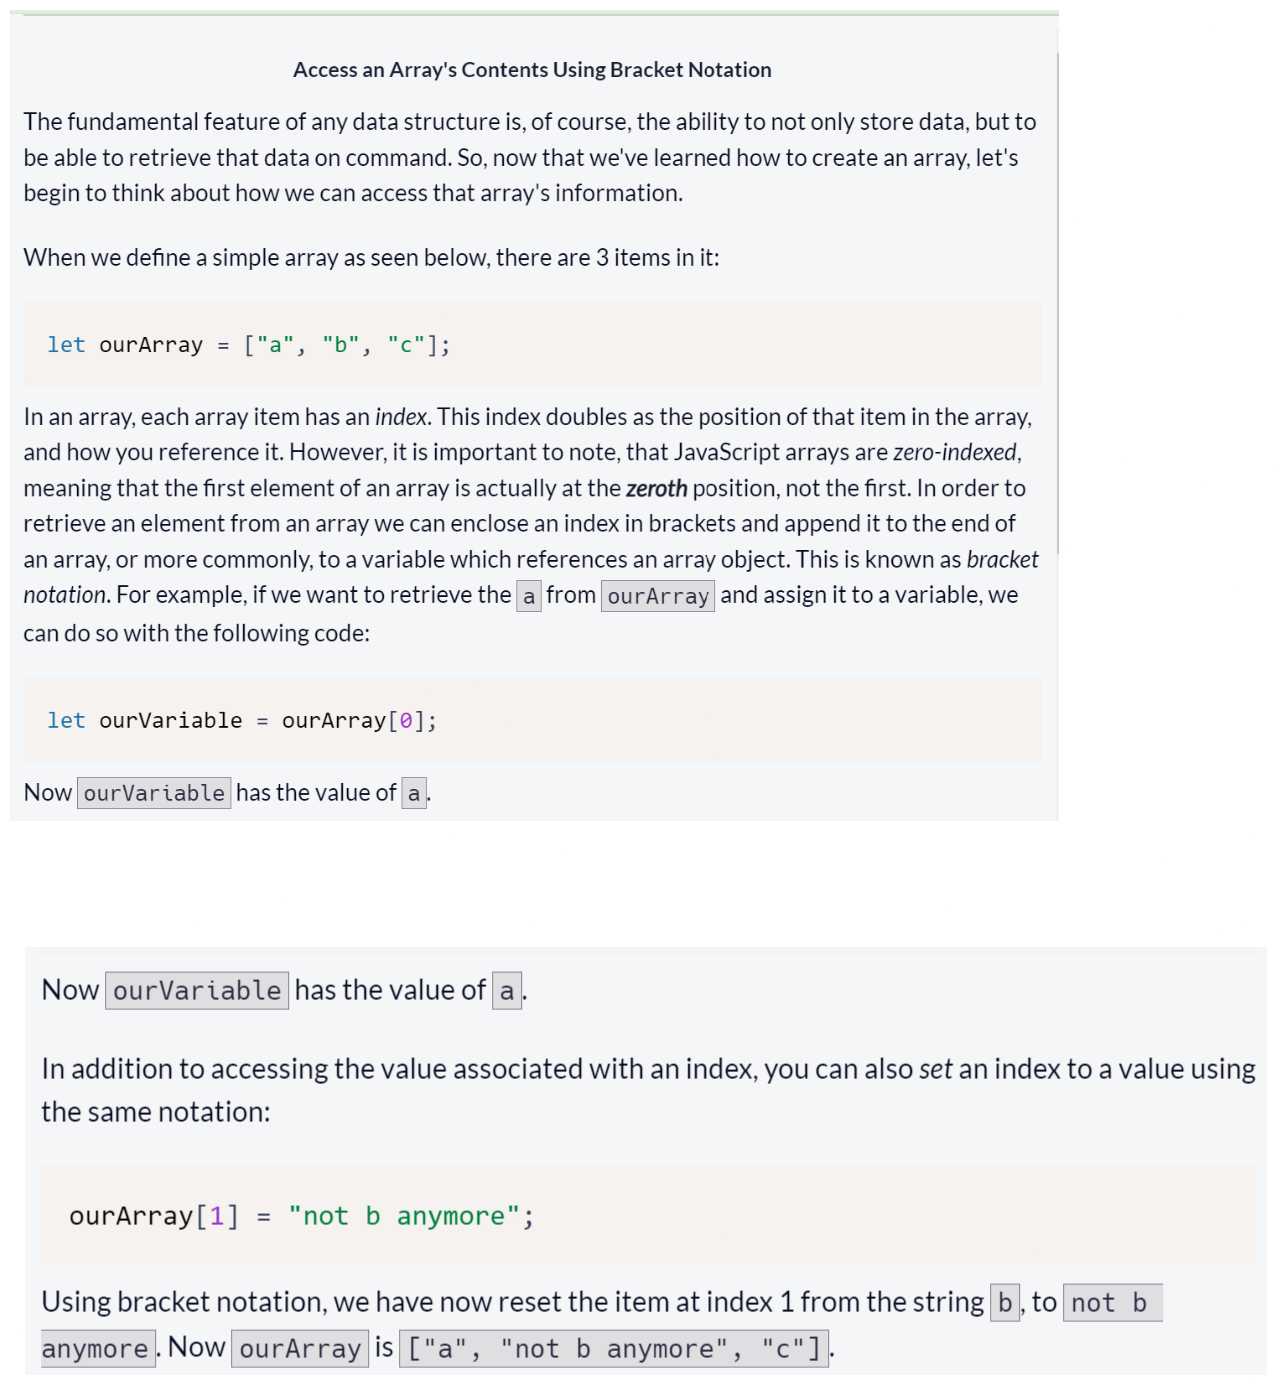 Access an Array's Contents Using Bracket Notation
The fundamental feature of any data structure is, of course, the ability to not only store data, but to
be able to retrieve that data on command. So, now that we've learned how to create an array, let's
begin to think about how we can access that array's information.
When we define a simple array as seen below, there are 3 items in it:
let ourArray = ["a", "b", "c"];
In an array, each array item has an index. This index doubles as the position of that item in the array,
and how you reference it. However, it is important to note, that JavaScript arrays are zero-indexed,
meaning that the first element of an array is actually at the zeroth position, not the first. In order to
retrieve an element from an array we can enclose an index in brackets and append it to the end of
an array, or more commonly, to a variable which references an array object. This is known as bracket
notation. For example, if we want to retrieve the a from ourArray and assign it to a variable, we
can do so with the following code:
let ourVariable = ourArray[0];
Now ourVariable has the value of a.
Now ourVariable has the value of a.
In addition to accessing the value associated with an index, you can also set an index to a value using
the same notation:
ourArray[1] = "not b anymore";
Using bracket notation, we have now reset the item at index 1 from the string b, to not b
anymore. Now ourArray is ["a", "not b anymore", "c"].